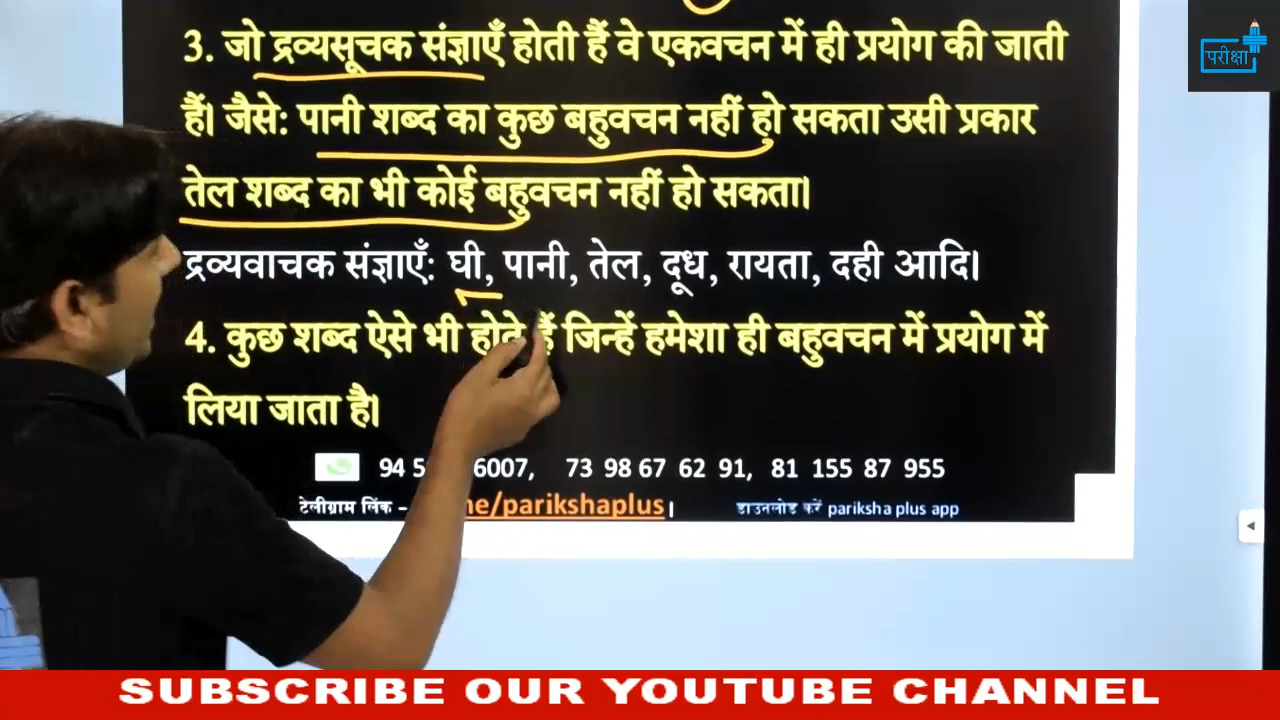 परीक्षा
3. जो द्रव्यसूचक संज्ञाएँ होती हैं वे एकवचन में ही प्रयोग की जाती
हैं। जैसे: पानी शब्द का कुछ बहुवचन नहीं हो सकता उसी प्रकार
तेल शब्द का भी कोई बहुवचन नहीं हो सकता।
द्रव्यवाचक संज्ञाएँ: घी, पानी, तेल, दूध, रायता, दही आदि।
4. कुछ शब्द ऐसे भी होते हैं जिन्हें हमेशा ही बहुवचन में प्रयोग में
लिया जाता है।
94 5 6007, 73 98 67 62 91, 81 155 87 955
टेलीग्राम लिंक – me/parikshaplus। डाउनलोड करें pariksha plus app
SUBSCRIBE OUR YOUTUBE CHANNEL